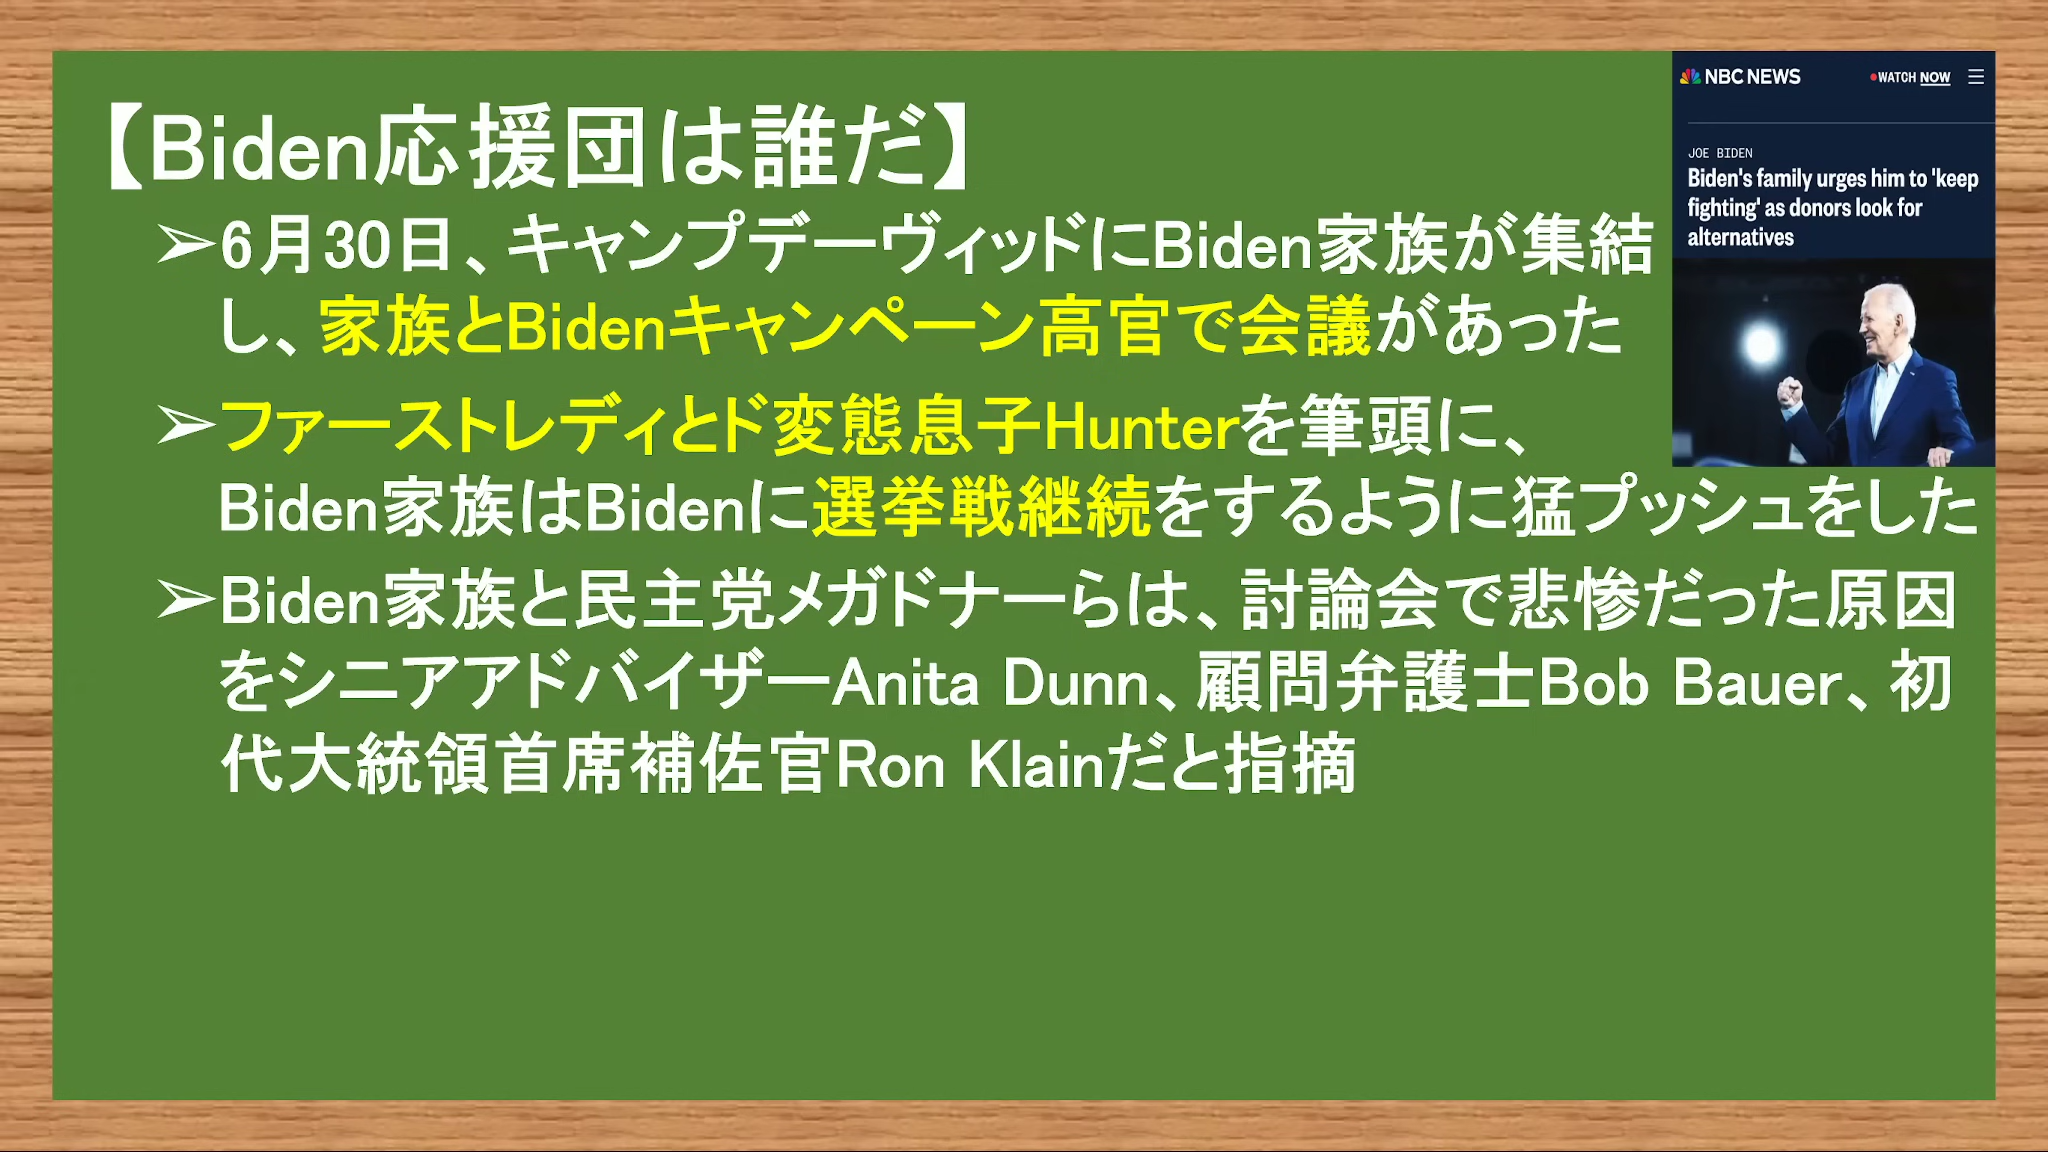 【Biden応援団は誰だ】
➢6月30日、キャンプデーヴィッドにBiden家族が集結
し、家族とBidenキャンペーン高官で会議があった
➢ファーストレディとド変態息子Hunterを筆頭に、
Biden家族はBidenに選挙戦継続をするように猛プッシュをした
➢Biden家族と民主党メガドナーらは、討論会で悲惨だった原因
をシニアアドバイザーAnita Dunn、顧問弁護士Bob Bauer、初
代大統領首席補佐官Ron Klainだと指摘
NBC NEWS
WATCH NOW
JOE BIDEN
Biden's family urges him to 'keep
fighting' as donors look for
alternatives